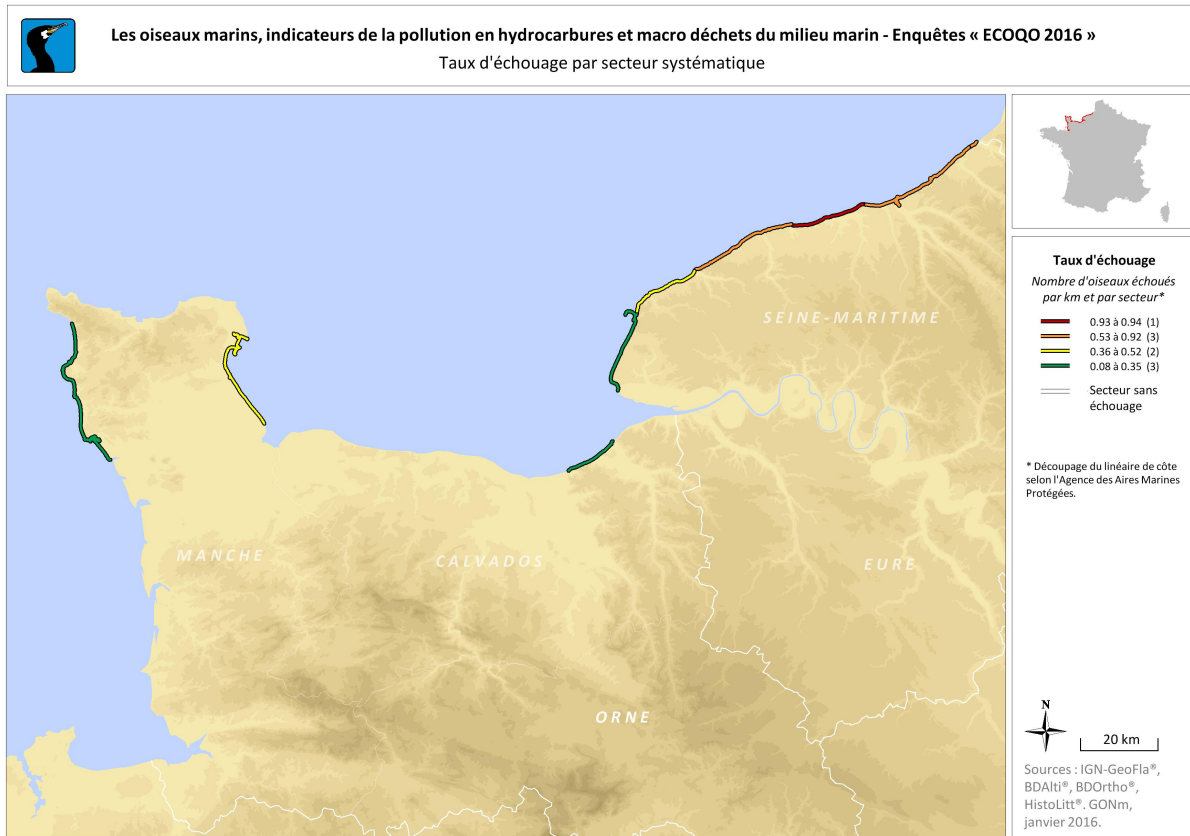 Les oiseaux marins, indicateurs de la pollution en hydrocarbures et macro déchets du milieu marin - Enquêtes « ECOQO 2016 »
Taux d'échouage par secteur systématique
SEINE-MARITIME
MANCHE
CALVADOS
EURE
ORNE
Taux d'échouage
Nombre d'oiseaux échoués
par km et par secteur*
0.93 à 0.94 (1)
0.53 à 0.92 (3)
0.36 à 0.52 (2)
0.08 à 0.35 (3)
Secteur sans
échouage
* Découpage du linéaire de côte
selon l'Agence des Aires Marines
Protégées.
N
20 km
Sources : IGN-GeoFla®,
BDAlti®, BDOrtho®,
HistoLitt®. GONm,
janvier 2016.